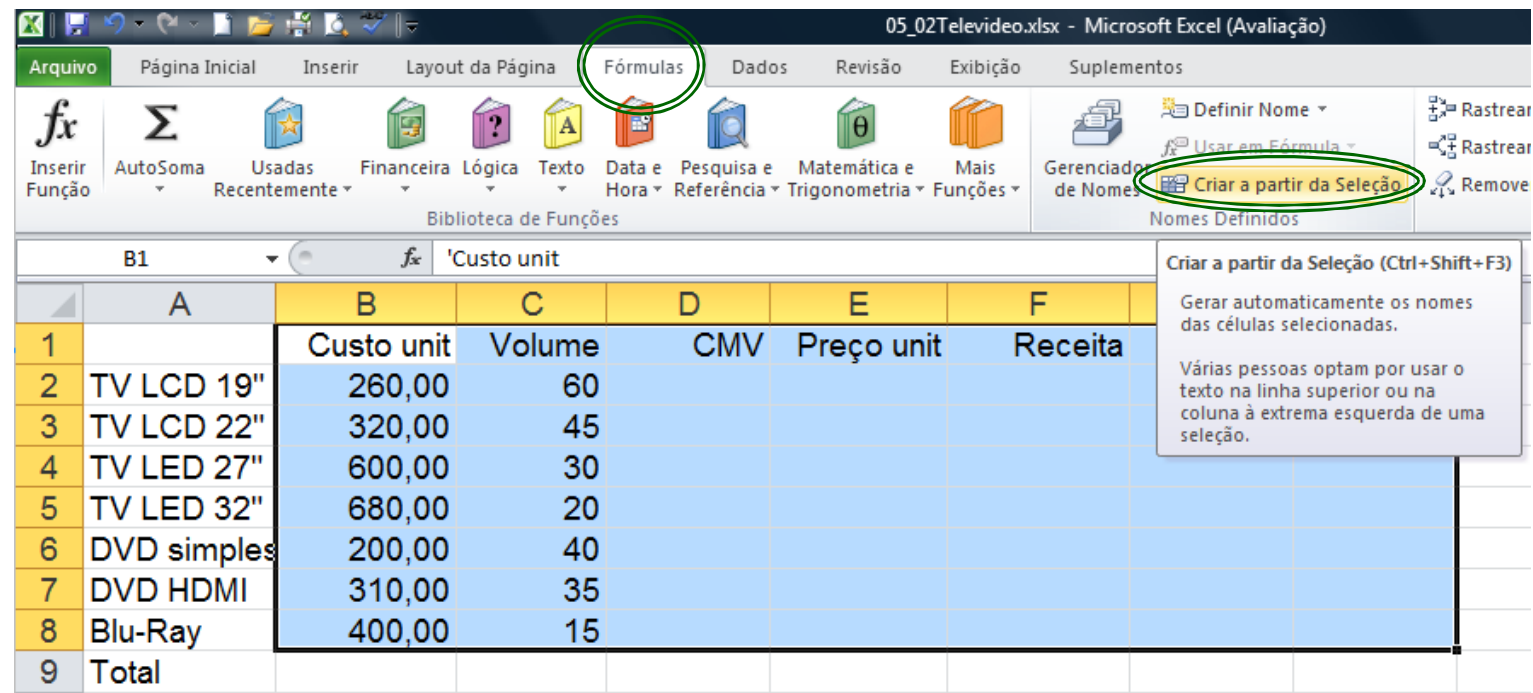 05_02Televideo.xlsx - Microsoft Excel (Avaliação)
Arquivo Página Inicial Inserir Layout da Página Fórmulas Dados Revisão Exibição Suplementos
fx Σ ? A θ Definir Nome Rastrear
Usar em Fórmula Rastrear
Inserir Função AutoSoma Usadas Recentemente Financeira Lógica Texto Data e Hora Pesquisa e Referência Matemática e Trigonometria Mais Funções Gerenciador de Nomes Criar a partir da Seleção Remove
Biblioteca de Funções Nomes Definidos
B1 fx 'Custo unit
Criar a partir da Seleção (Ctrl+Shift+F3)
Gerar automaticamente os nomes
das células selecionadas.
Várias pessoas optam por usar o
texto na linha superior ou na
coluna à extrema esquerda de uma
seleção.
A B C D E F
1 Custo unit Volume CMV Preço unit Receita
2 TV LCD 19" 260,00 60
3 TV LCD 22" 320,00 45
4 TV LED 27" 600,00 30
5 TV LED 32" 680,00 20
6 DVD simples 200,00 40
7 DVD HDMI 310,00 35
8 Blu-Ray 400,00 15
9 Total